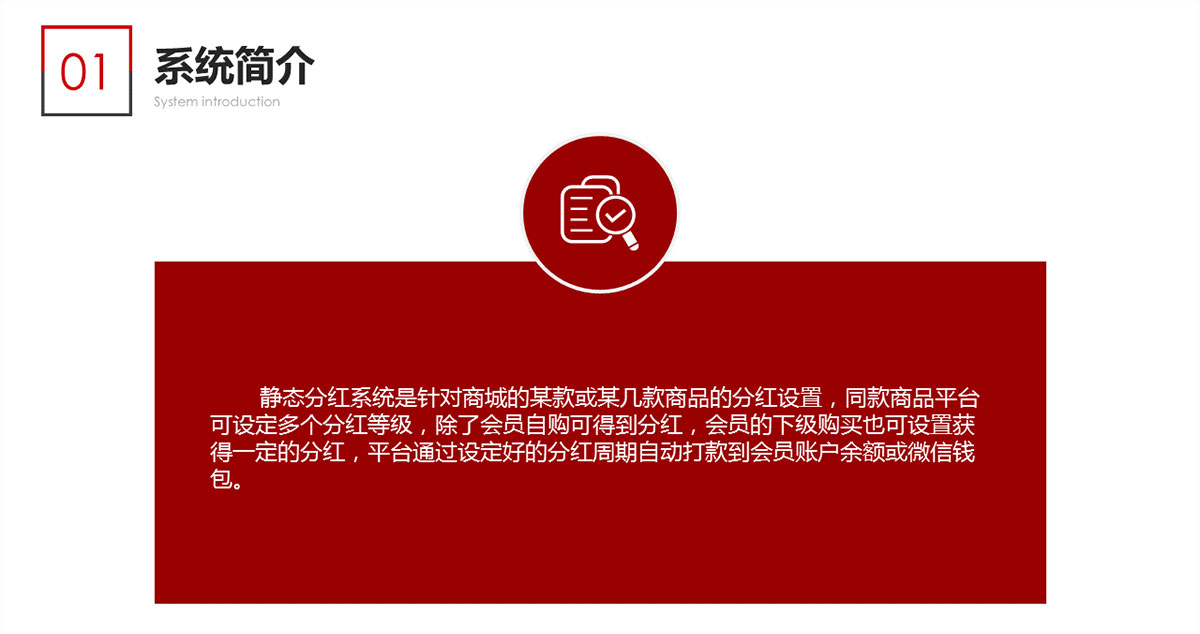 01
系统简介
System introduction
静态分红系统是针对商城的某款或某几款商品的分红设置，同款商品平台
可设定多个分红等级，除了会员自购可得到分红，会员的下级购买也可设置获
得一定的分红，平台通过设定好的分红周期自动打款到会员账户余额或微信钱
包。